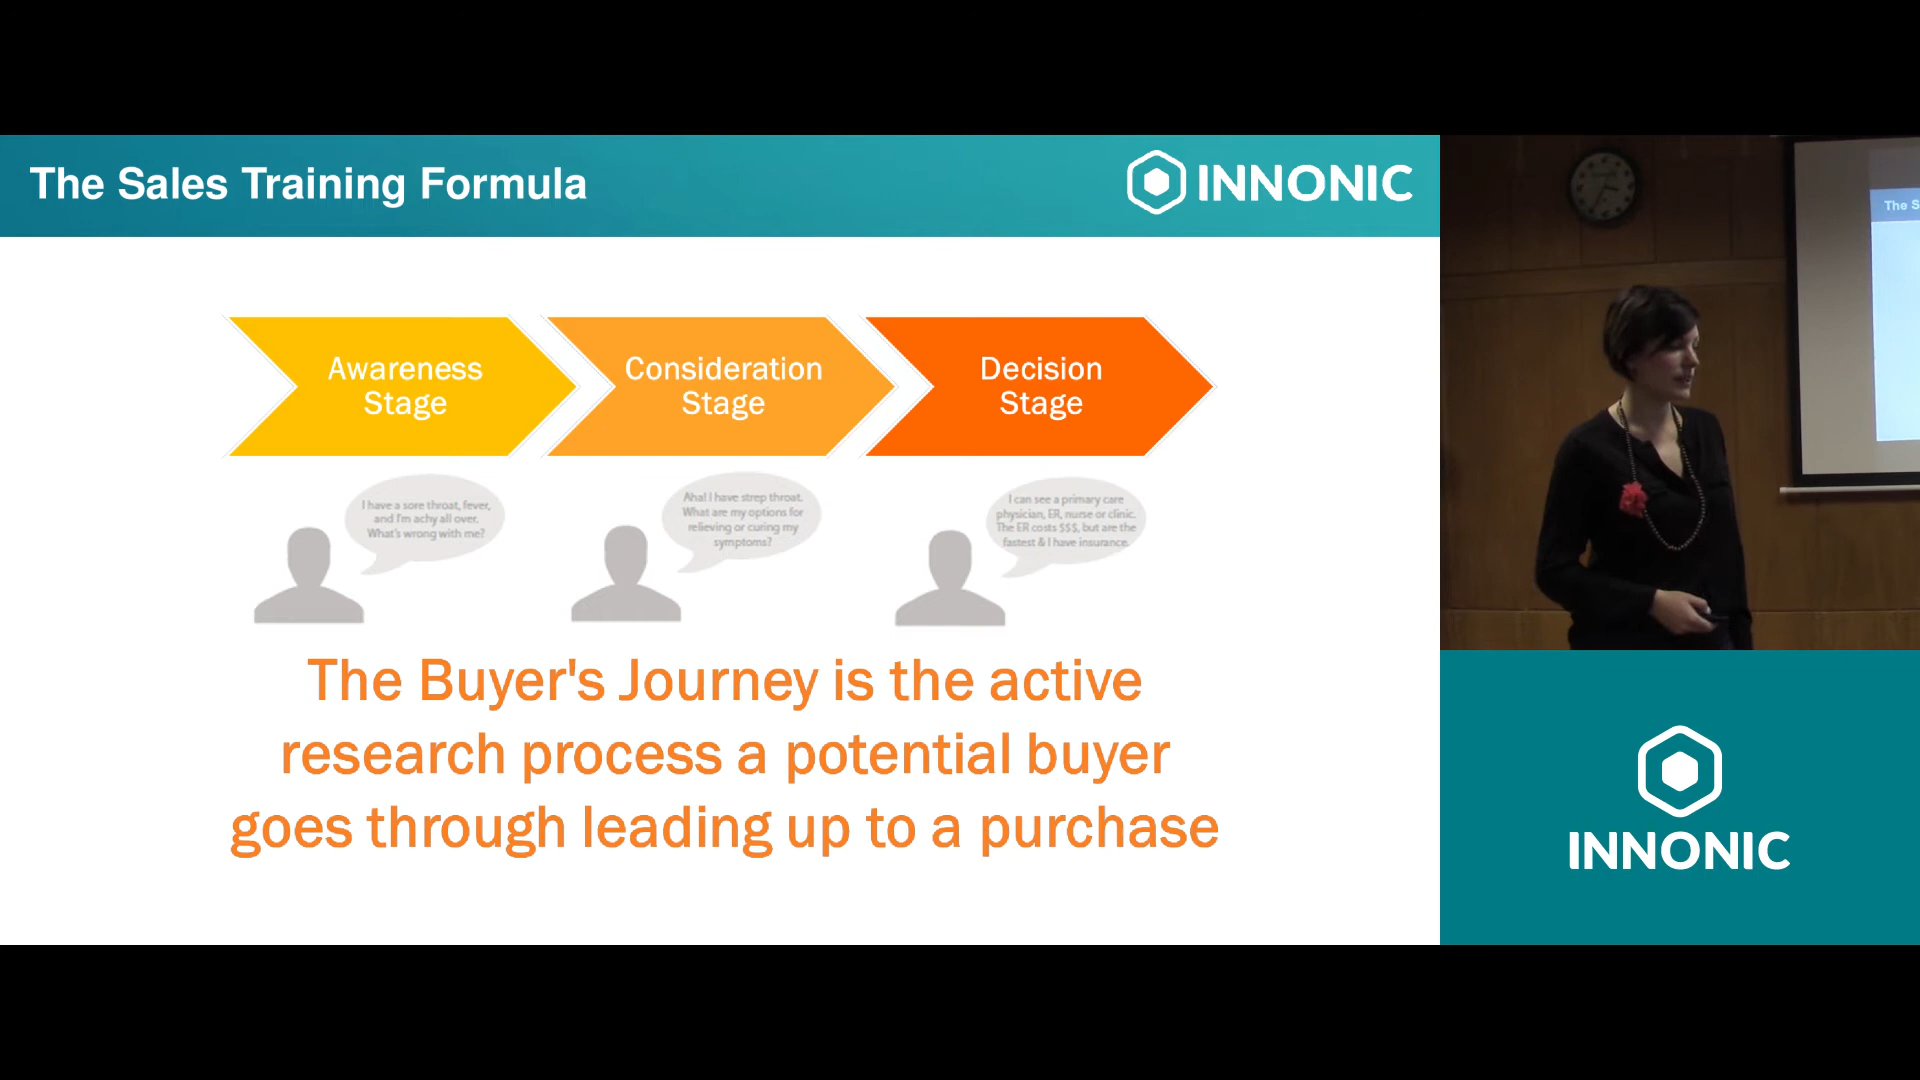 The Sales Training Formula
INNONIC
Awareness
Stage
Consideration
Stage
Decision
Stage
I have a sore throat, fever,
and I'm achy all over.
What's wrong with me?
Aha! I have strep throat.
What are my options for
relieving or curing my
symptoms?
I can see a primary care
physician, ER, nurse or clinic.
The ER costs $$$, but are the
fastest & I have insurance.
The Buyer's Journey is the active
research process a potential buyer
goes through leading up to a purchase
The S
INNONIC